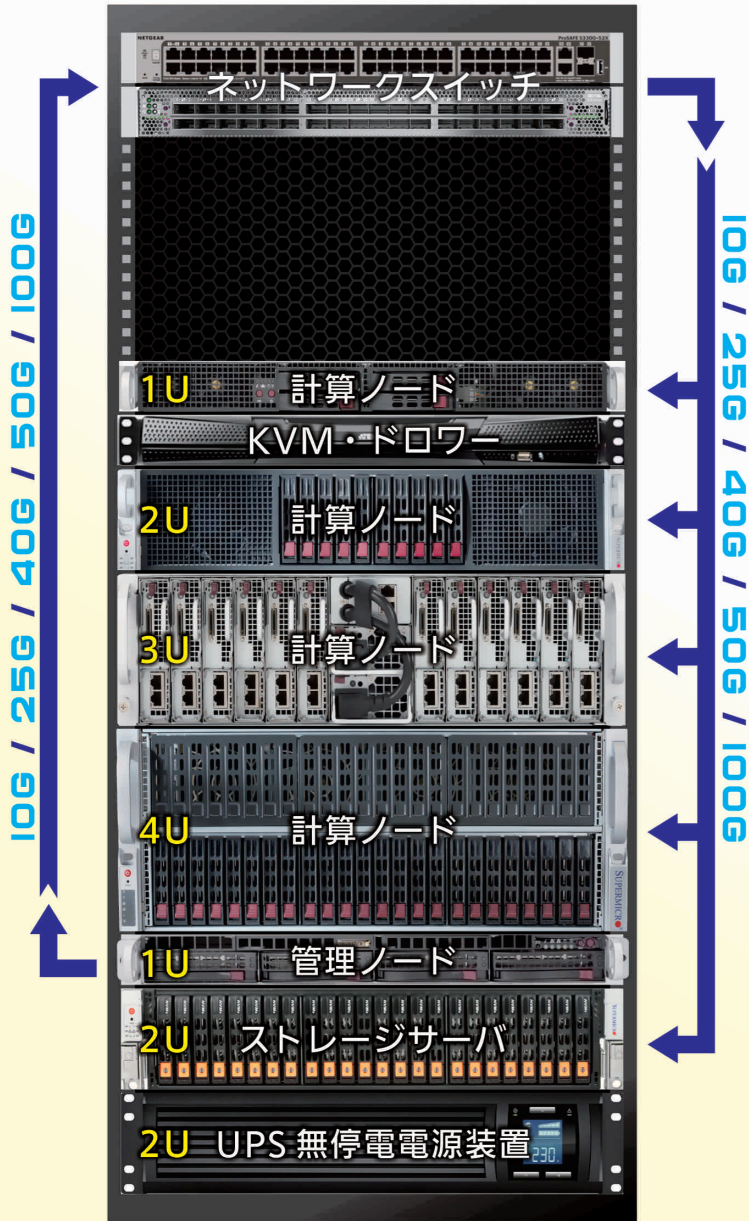 NETGEAR
ProSAFE S3300-52X
ネットワークスイッチ
1U 計算ノード
KVM・ドロワー
2U 計算ノード
3U 計算ノード
4U 計算ノード
SUPERMICRO
1U 管理ノード
2U ストレージサーバ
2U UPS 無停電電源装置
230
10G / 25G / 40G / 50G / 100G
10G / 25G / 40G / 50G / 100G